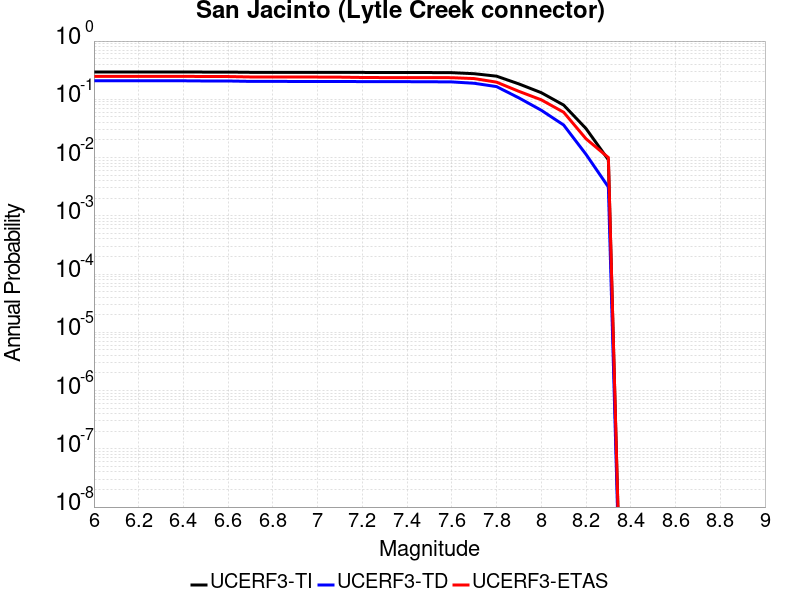 San Jacinto (Lytle Creek connector)
10^0
10^-1
10^-2
10^-3
10^-4
10^-5
10^-6
10^-7
10^-8
Annual Probability
6 6.2 6.4 6.6 6.8 7 7.2 7.4 7.6 7.8 8 8.2 8.4 8.6 8.8 9
Magnitude
UCERF3-TI UCERF3-TD UCERF3-ETAS